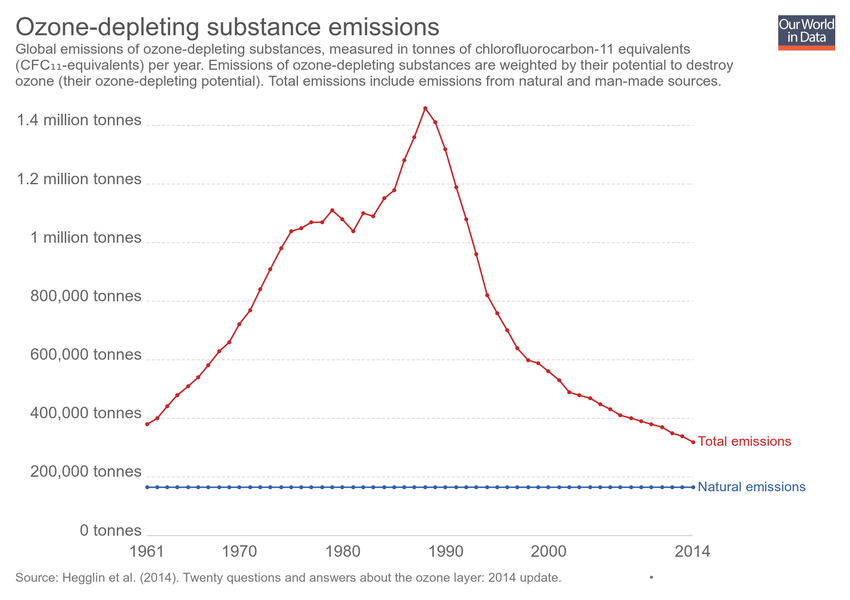 Ozone-depleting substance emissions
Our World
in Data
Global emissions of ozone-depleting substances, measured in tonnes of chlorofluorocarbon-11 equivalents
(CFC₁₁-equivalents) per year. Emissions of ozone-depleting substances are weighted by their potential to destroy
ozone (their ozone-depleting potential). Total emissions include emissions from natural and man-made sources.
1.4 million tonnes
1.2 million tonnes
1 million tonnes
800,000 tonnes
600,000 tonnes
400,000 tonnes
200,000 tonnes
0 tonnes
Total emissions
Natural emissions
1961 1970 1980 1990 2000 2014
Source: Hegglin et al. (2014). Twenty questions and answers about the ozone layer: 2014 update. •